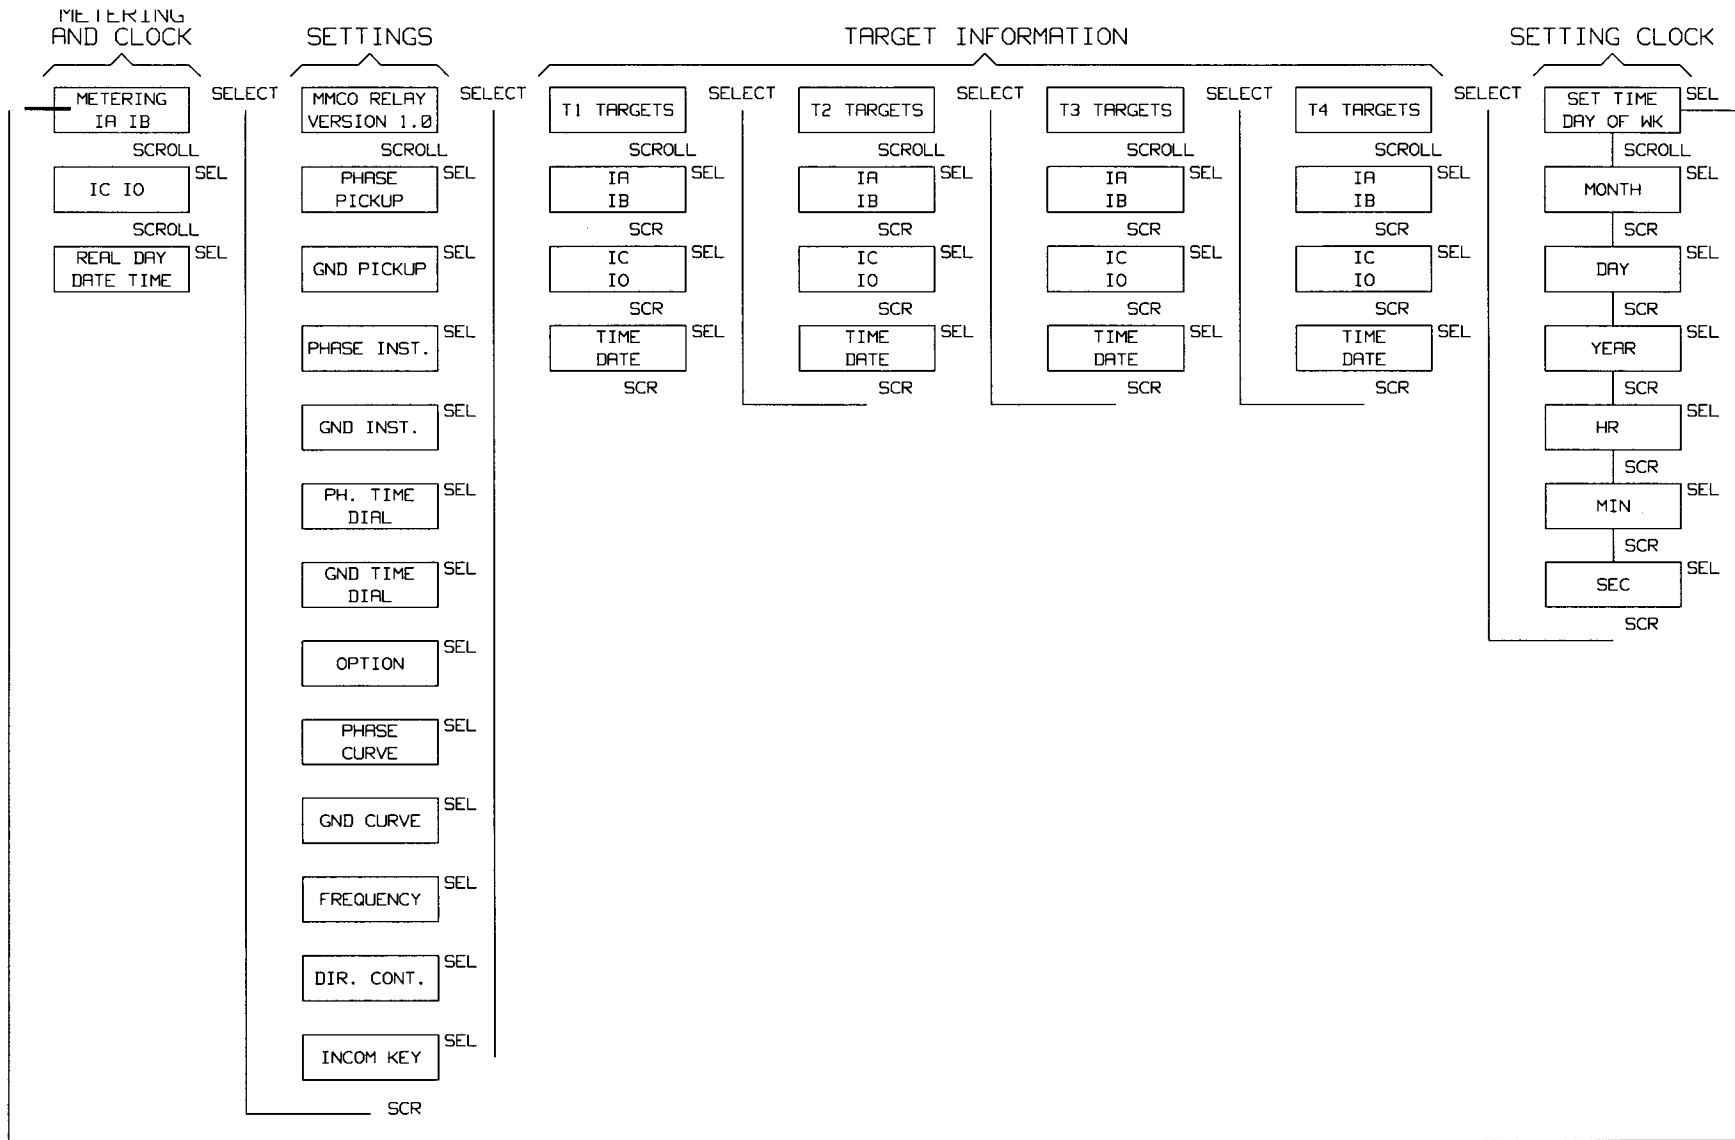 METERING
AND CLOCK
SETTINGS
TARGET INFORMATION
SETTING CLOCK
METERING
IA IB
SELECT
SCROLL
IC IO
SEL
SCROLL
REAL DAY
DATE TIME
SEL
MMCO RELAY
VERSION 1.0
SELECT
SCROLL
PHASE
PICKUP
SEL
GND PICKUP
SEL
PHASE INST.
SEL
GND INST.
SEL
PH. TIME
DIAL
SEL
GND TIME
DIAL
SEL
OPTION
SEL
PHASE
CURVE
SEL
GND CURVE
SEL
FREQUENCY
SEL
DIR. CONT.
SEL
INCOM KEY
SEL
SCR
T1 TARGETS
SELECT
SCROLL
IA
IB
SEL
SCR
IC
IO
SEL
SCR
TIME
DATE
SEL
SCR
T2 TARGETS
SELECT
SCROLL
IA
IB
SEL
SCR
IC
IO
SEL
SCR
TIME
DATE
SEL
SCR
T3 TARGETS
SELECT
SCROLL
IA
IB
SEL
SCR
IC
IO
SEL
SCR
TIME
DATE
SEL
SCR
T4 TARGETS
SELECT
SCROLL
IA
IB
SEL
SCR
IC
IO
SEL
SCR
TIME
DATE
SEL
SCR
SET TIME
DAY OF WK
SEL
SCROLL
MONTH
SEL
SCR
DAY
SEL
SCR
YEAR
SEL
SCR
HR
SEL
SCR
MIN
SEL
SCR
SEC
SEL
SCR